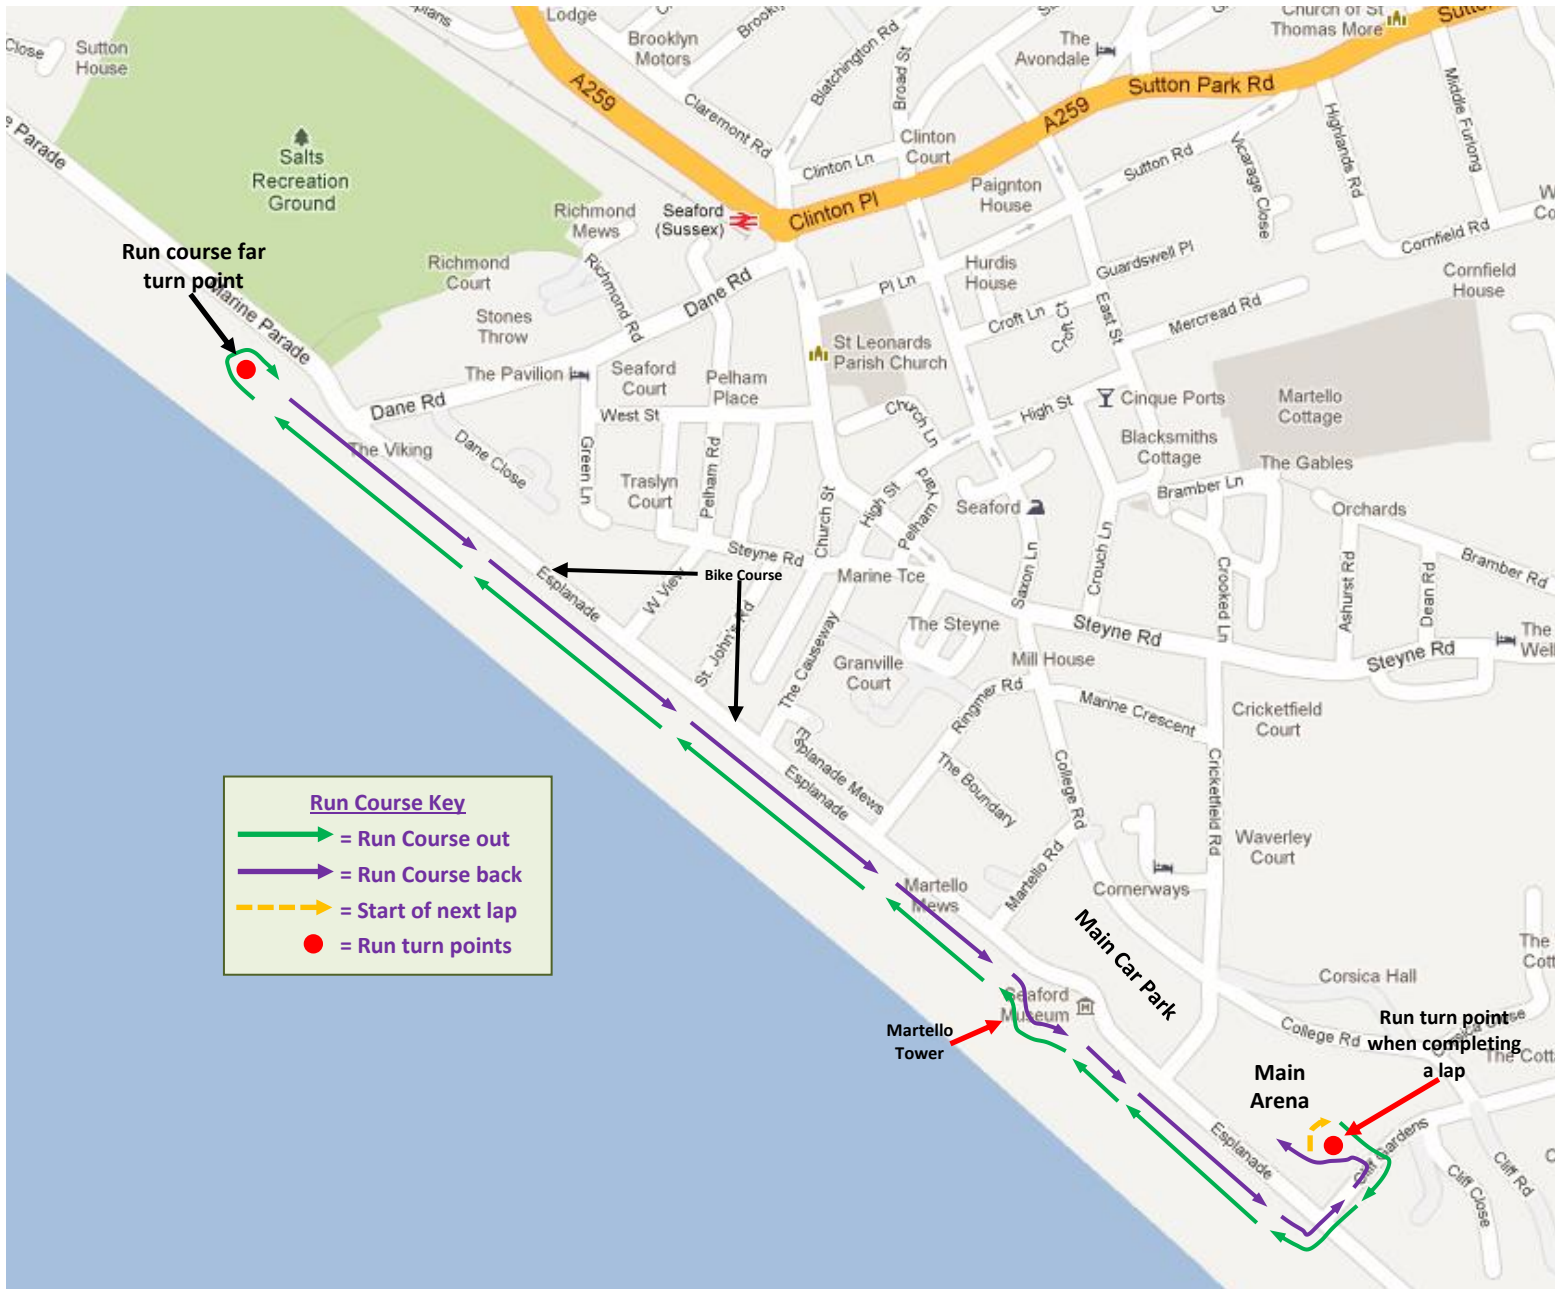 Close
Sutton
House
Lodge
Brooklyn
Motors
A259
Claremont Rd
Blatchington Rd
Broad St
The
Avondale
Church of St
Thomas More
Sutton Park Rd
A259
Middle Furlong
Highlands Rd
Vicarage Close
Sutton Rd
Clinton
Court
Clinton Ln
Clinton Pl
Paignton
House
Cornfield Rd
Cornfield
House
e Parade
Salts
Recreation
Ground
Richmond
Mews
Seaford
(Sussex)
Run course far
turn point
Marine Parade
Richmond
Court
Richmond Rd
Dane Rd
Stones
Throw
Pl Ln
Hurdis
House
Guardswell Pl
Croft Ln
Croft Ct
East St
Mercread Rd
St Leonards
Parish Church
The Pavilion
Seaford
Court
Pelham
Place
Dane Rd
West St
Church Ln
High St
Cinque Ports
Martello
Cottage
The Viking
Dane Close
Green Ln
Traslyn
Court
Pelham Rd
Church St
High St
Pelham Yard
Seaford
Blacksmiths
Cottage
The Gables
Bramber Ln
Orchards
Bramber Rd
Steyne Rd
Bike Course
Marine Tce
Saxon Ln
Crouch Ln
Crooked Ln
Ashurst Rd
Dean Rd
Esplanade
W View
St. John's Rd
The Causeway
The Steyne
Steyne Rd
Steyne Rd
The
Well
Granville
Court
Mill House
Ringmer Rd
Marine Crescent
Cricketfield
Court
Esplanade Mews
Esplanade
The Boundary
College Rd
Cricketfield Rd
Waverley
Court
Run Course Key
= Run Course out
= Run Course back
= Start of next lap
= Run turn points
Martello
Mews
Martello Rd
Cornerways
Main Car Park
Corsica Hall
The
Cott
Seaford
Museum
Martello
Tower
College Rd
Run turn point
when completing
a lap
The Cotta
Main
Arena
Esplanade
Cliff Gardens
Cliff Close
Cliff Rd